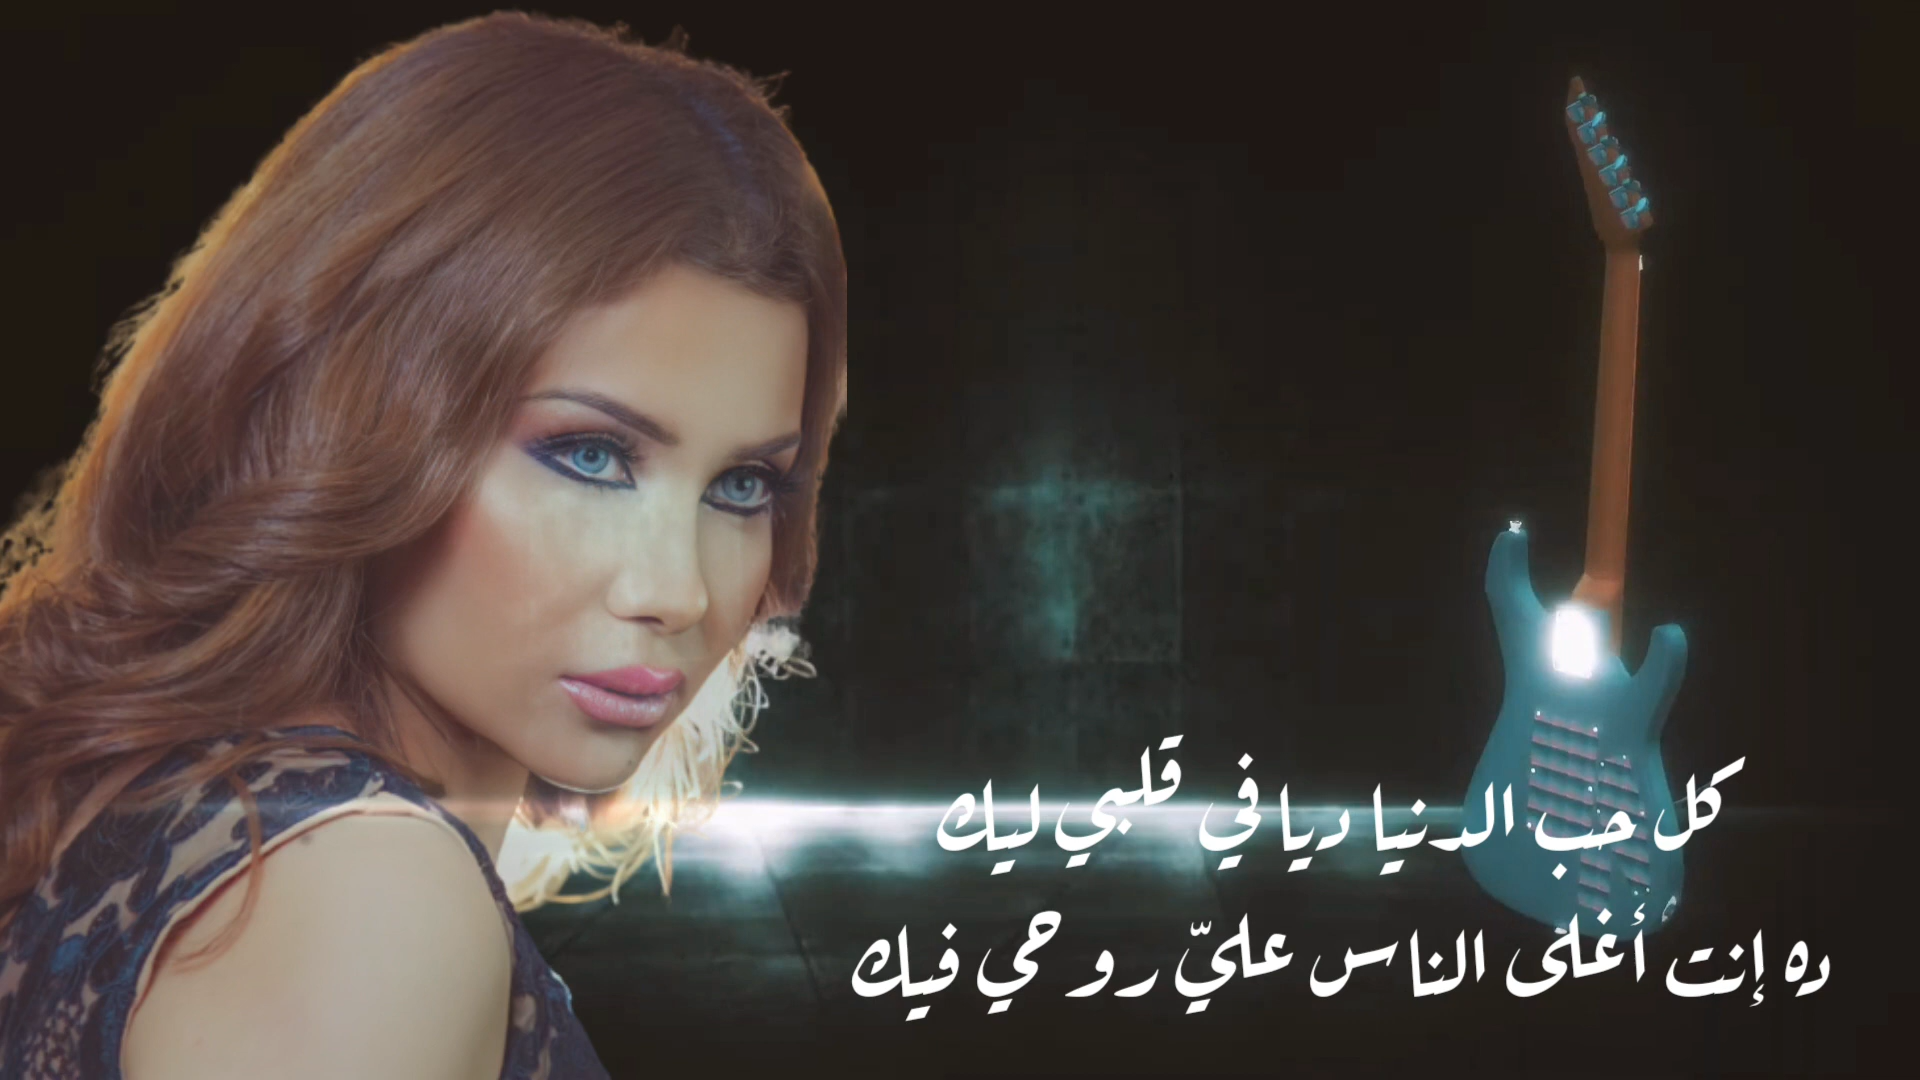 كل حب الدنيا ديا في قلبي ليك
ده إنت أغلى الناس عليّ روحي فيك